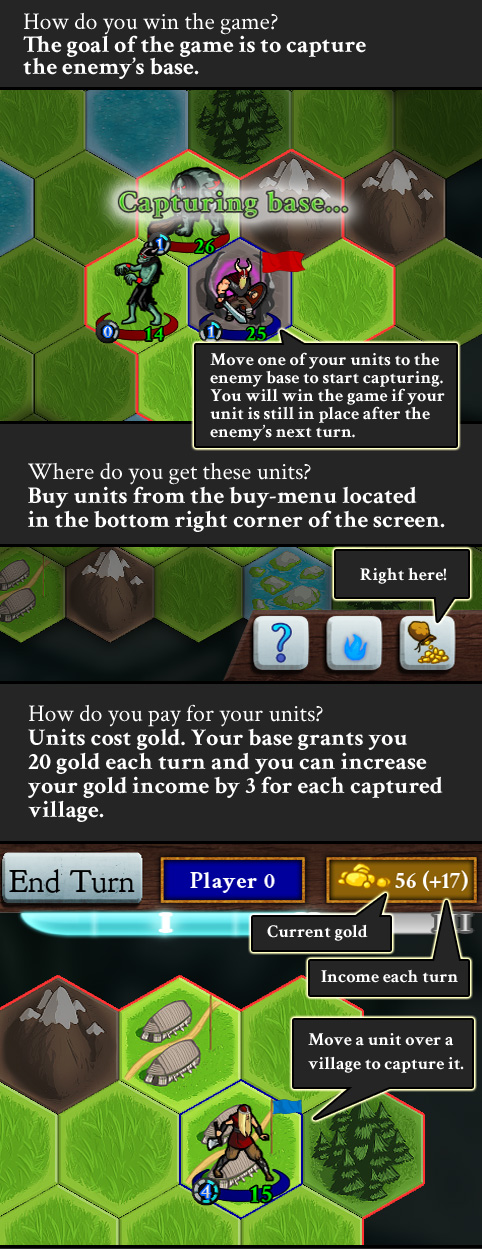 How do you win the game?
The goal of the game is to capture
the enemy's base.
Capturing base...
1 26
0 14
1 25
Move one of your units to the
enemy base to start capturing.
You will win the game if your
unit is still in place after the
enemy's next turn.
Where do you get these units?
Buy units from the buy-menu located
in the bottom right corner of the screen.
Right here!
?
How do you pay for your units?
Units cost gold. Your base grants you
20 gold each turn and you can increase
your gold income by 3 for each captured
village.
End Turn
Player 0
56 (+17)
I
II
Current gold
Income each turn
Move a unit over a
village to capture it.
4 15